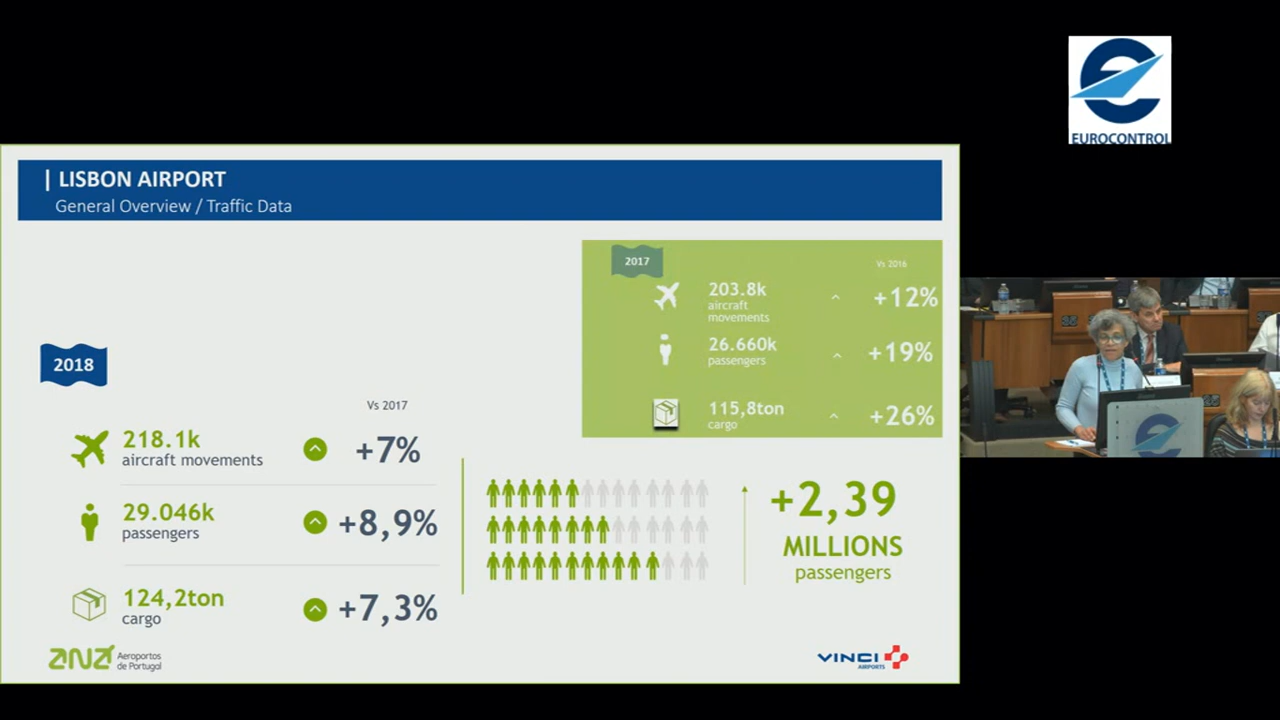 EUROCONTROL
| LISBON AIRPORT
General Overview / Traffic Data
2017
Vs 2016
203.8k
aircraft
movements
+12%
26.660k
passengers
+19%
115,8ton
cargo
+26%
2018
Vs 2017
218.1k
aircraft movements
+7%
29.046k
passengers
+8,9%
124,2ton
cargo
+7,3%
+2,39
MILLIONS
passengers
ana Aeroportos
de Portugal
VINCI
AIRPORTS